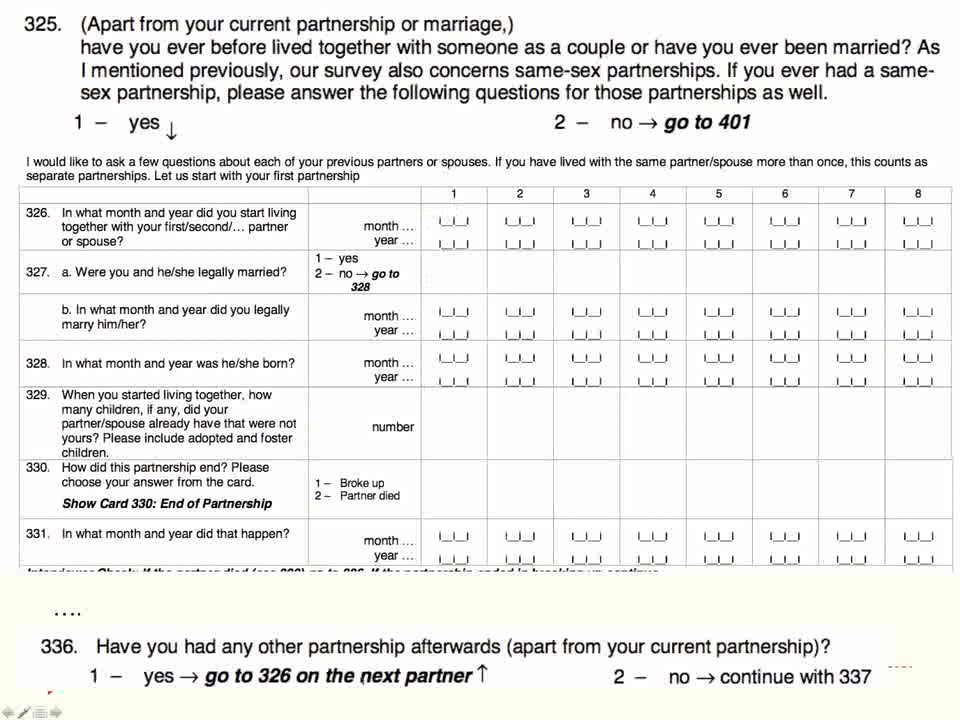 325. (Apart from your current partnership or marriage,)
have you ever before lived together with someone as a couple or have you ever been married? As
I mentioned previously, our survey also concerns same-sex partnerships. If you ever had a same-
sex partnership, please answer the following questions for those partnerships as well.
1 – yes ↓ 2 – no → go to 401
I would like to ask a few questions about each of your previous partners or spouses. If you have lived with the same partner/spouse more than once, this counts as
separate partnerships. Let us start with your first partnership
1 2 3 4 5 6 7 8
326. In what month and year did you start living
together with your first/second/… partner
or spouse?
month …
year …
327. a. Were you and he/she legally married?
1 – yes
2 – no → go to
328
b. In what month and year did you legally
marry him/her?
month …
year …
328. In what month and year was he/she born?
month …
year …
329. When you started living together, how
many children, if any, did your
partner/spouse already have that were not
yours? Please include adopted and foster
children.
number
330. How did this partnership end? Please
choose your answer from the card.
Show Card 330: End of Partnership
1 – Broke up
2 – Partner died
331. In what month and year did that happen?
month …
year …
….
336. Have you had any other partnership afterwards (apart from your current partnership)?
1 – yes → go to 326 on the next partner ↑ 2 – no → continue with 337